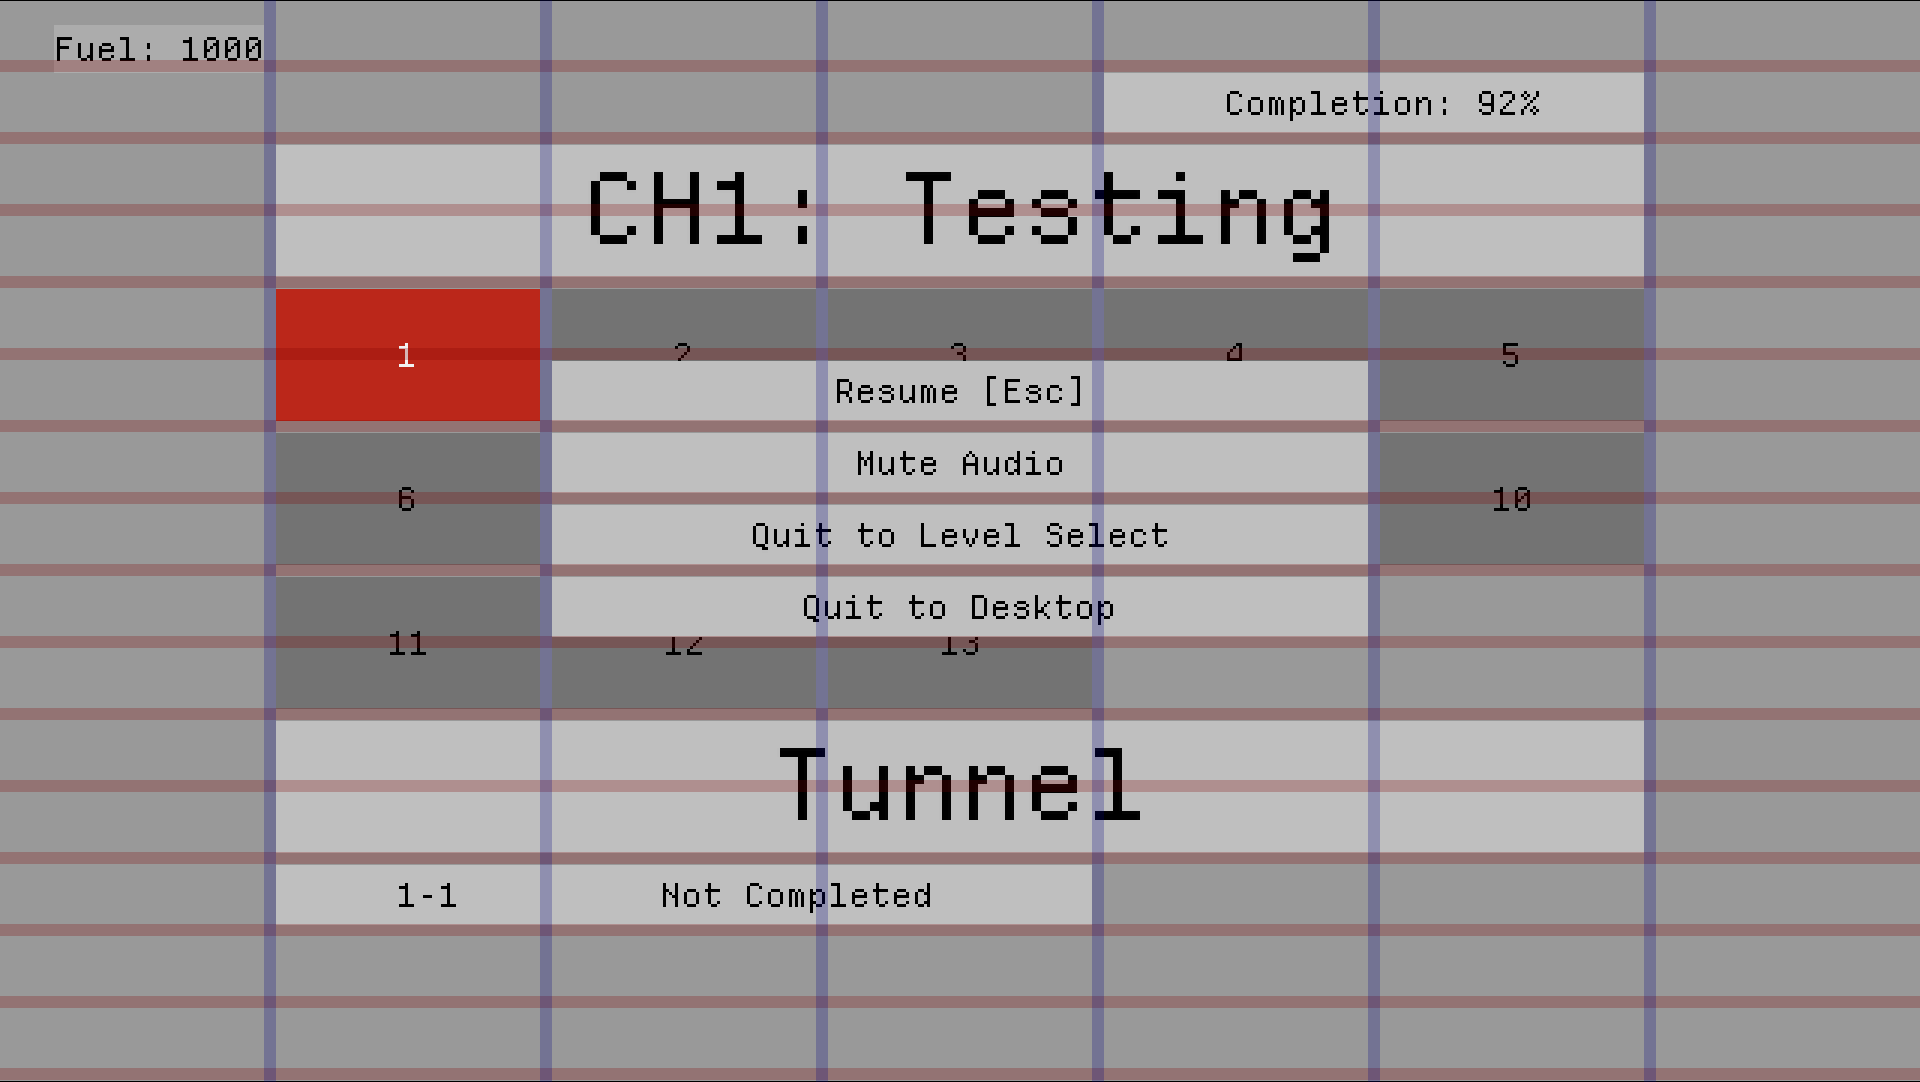 Fuel: 1000
Completion: 92%
CH1: Testing
1 2 3 4 5
Resume [Esc]
Mute Audio
6 10
Quit to Level Select
Quit to Desktop
11 12 13
Tunnel
1-1 Not Completed